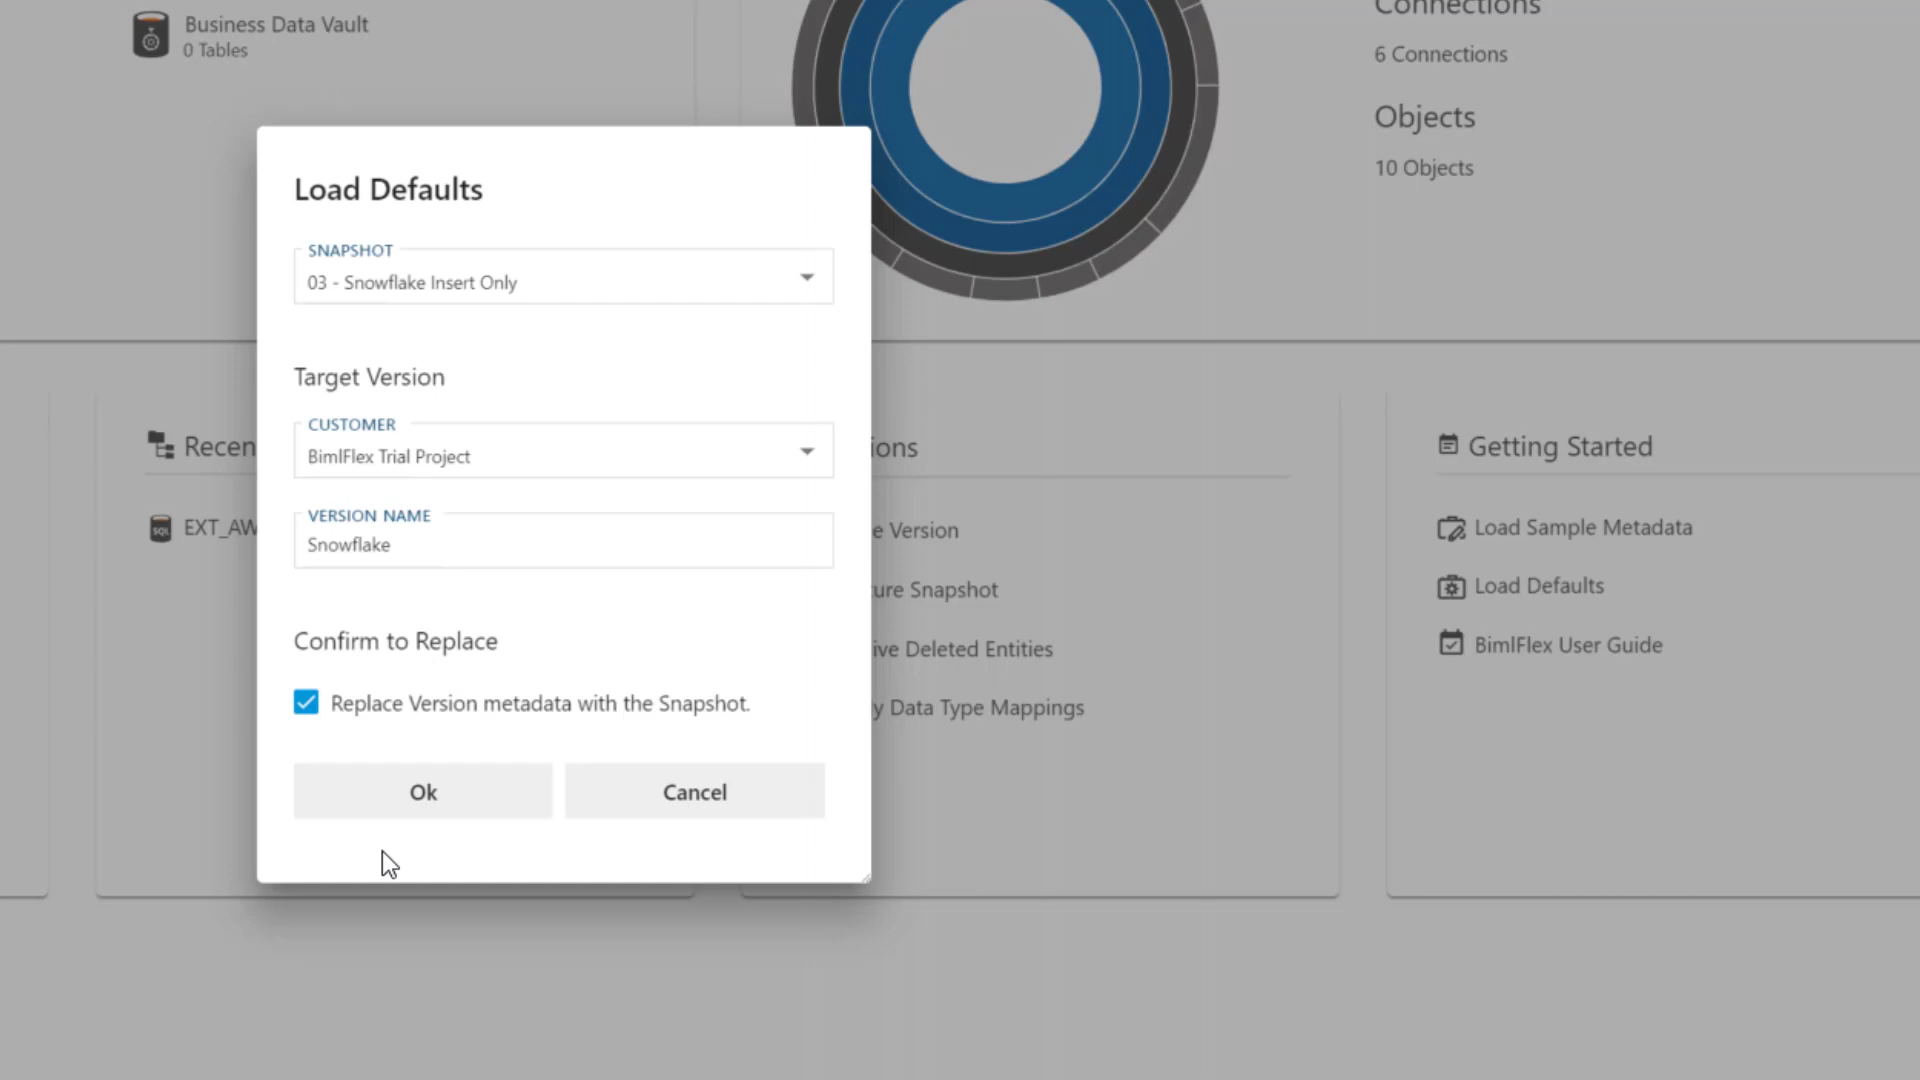 Business Data Vault
0 Tables
Connections
6 Connections
Objects
10 Objects
Load Defaults
SNAPSHOT
03 - Snowflake Insert Only
Target Version
CUSTOMER
BimlFlex Trial Project
VERSION NAME
Snowflake
Confirm to Replace
Replace Version metadata with the Snapshot.
Ok
Cancel
Recen
SQL
EXT_AW
ions
e Version
ure Snapshot
ive Deleted Entities
y Data Type Mappings
Getting Started
Load Sample Metadata
Load Defaults
BimlFlex User Guide